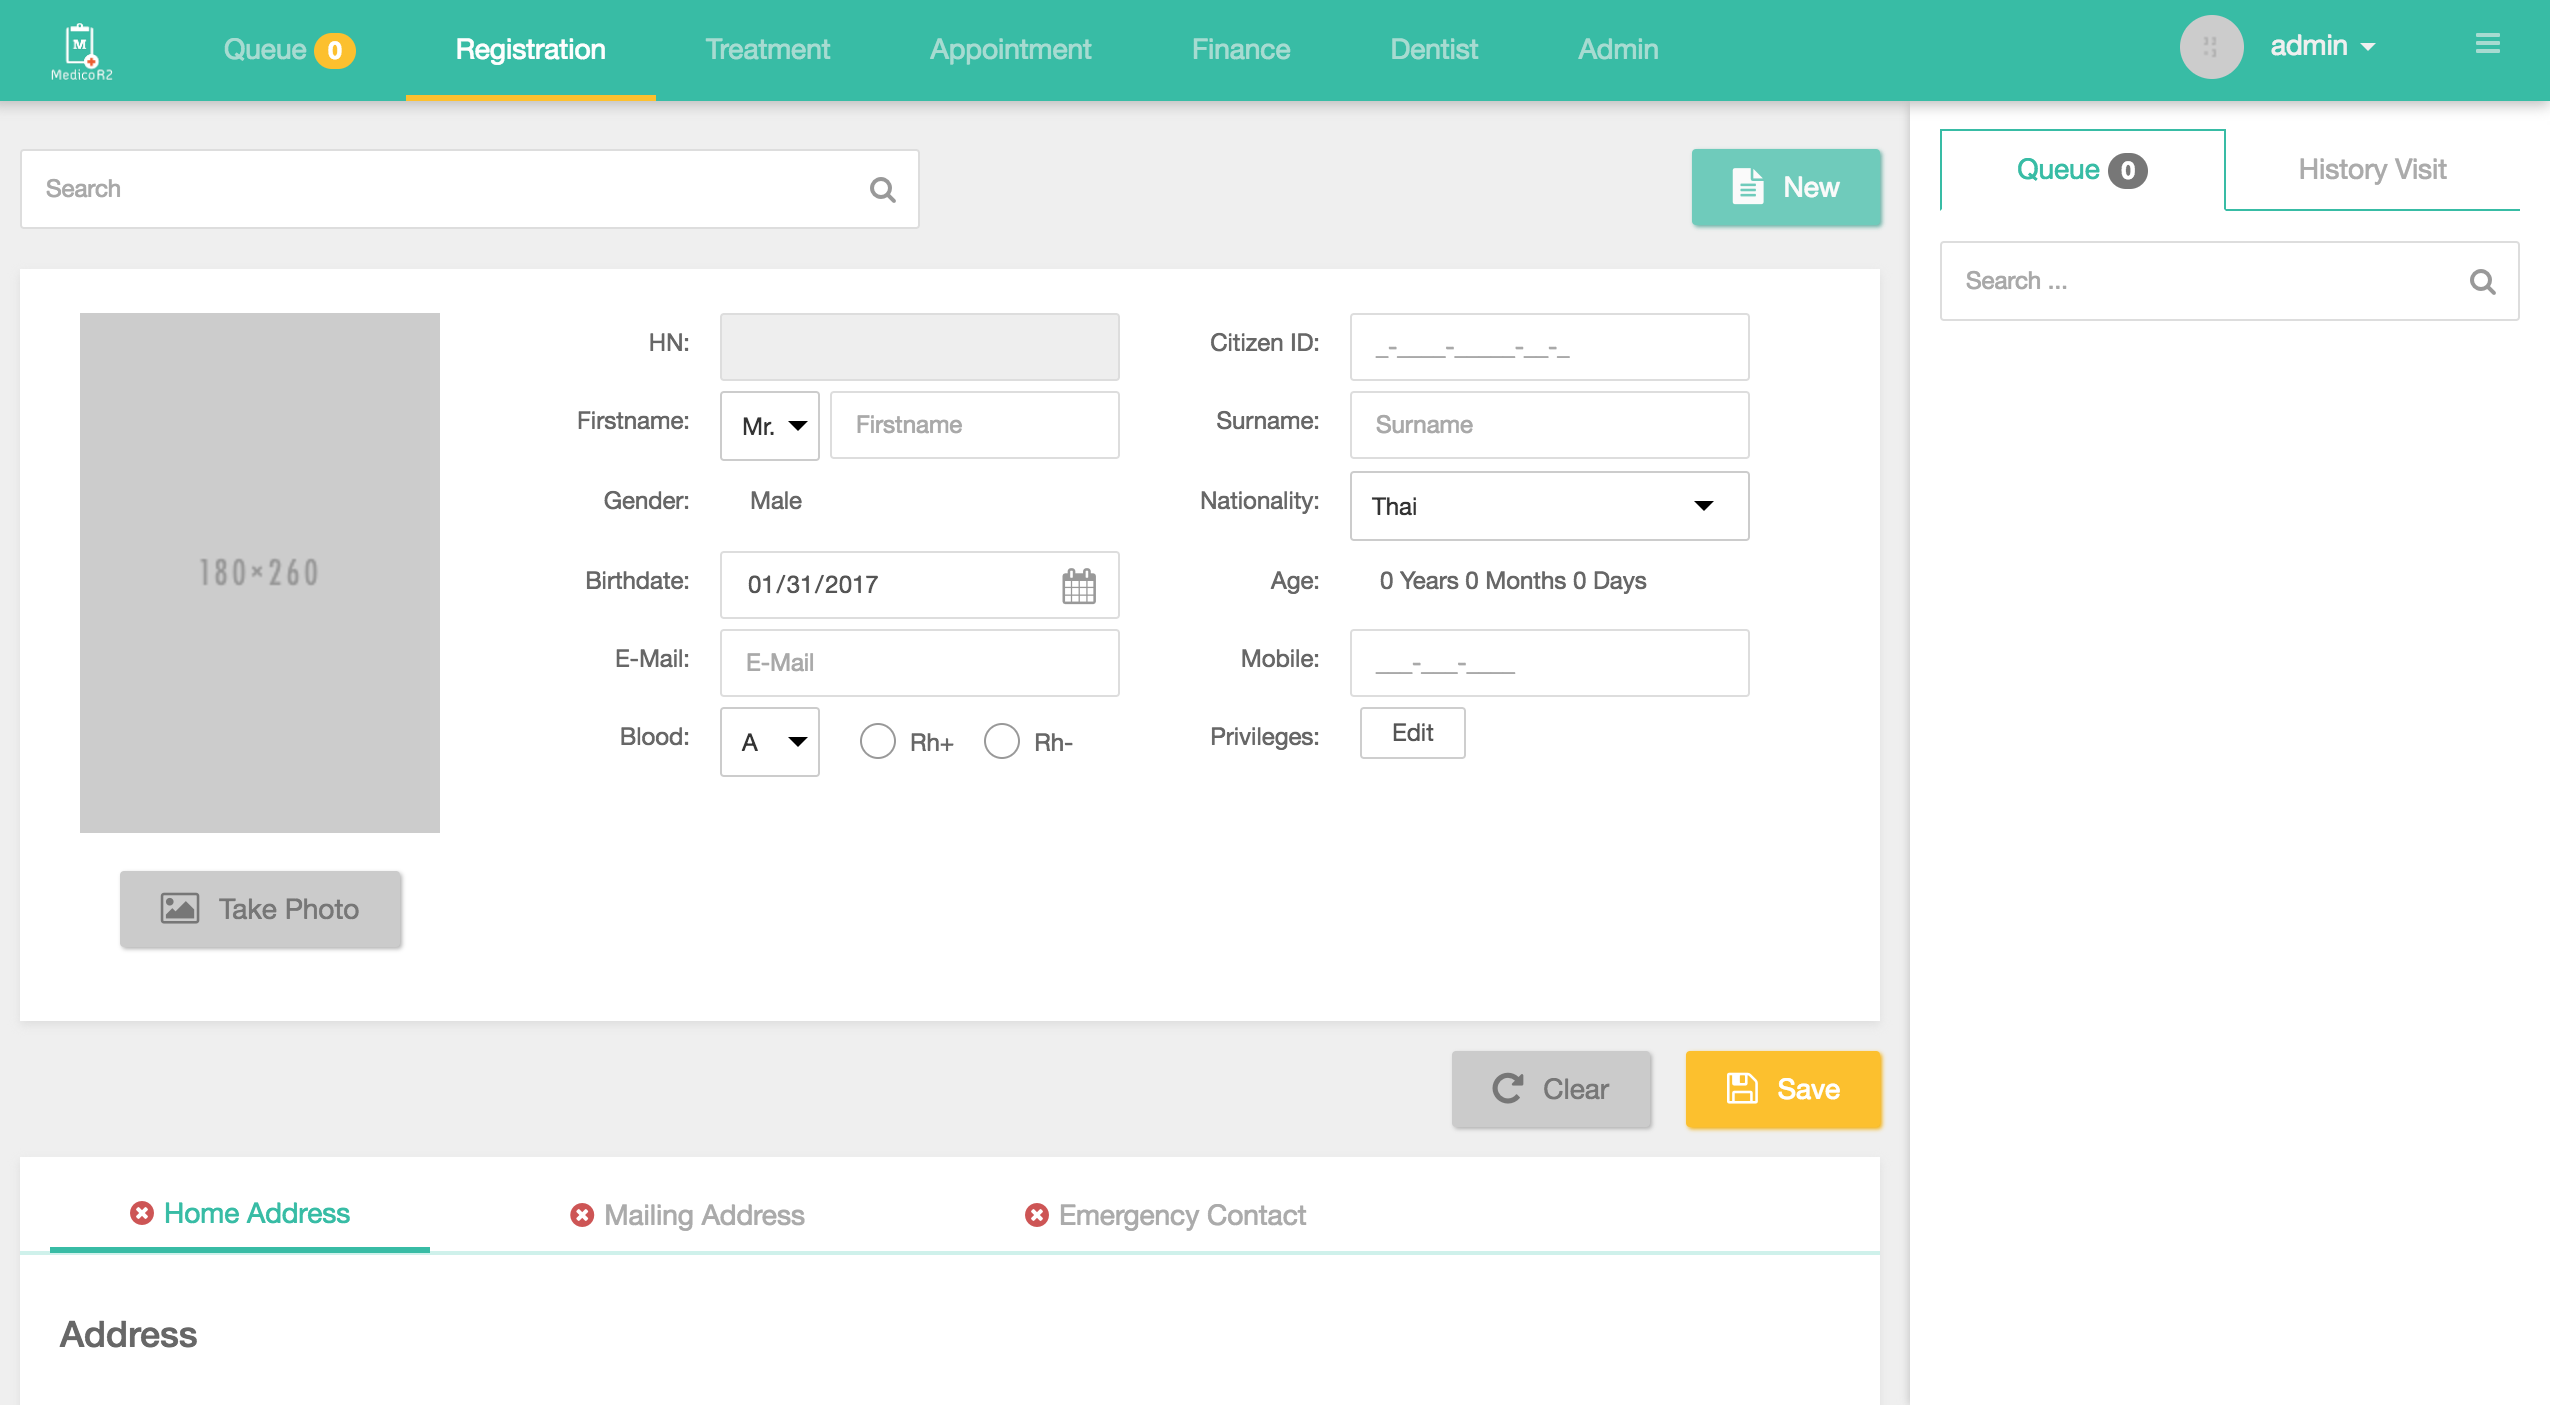 M
MedicoR2
Queue 0
Registration
Treatment
Appointment
Finance
Dentist
Admin
admin
Search
New
Queue 0
History Visit
Search ...
180×260
Take Photo
HN:
Citizen ID: _-____-_____-__-_
Firstname: Mr. Firstname
Surname: Surname
Gender: Male
Nationality: Thai
Birthdate: 01/31/2017
Age: 0 Years 0 Months 0 Days
E-Mail: E-Mail
Mobile: ___-___-____
Blood: A Rh+ Rh-
Privileges: Edit
Clear
Save
Home Address
Mailing Address
Emergency Contact
Address